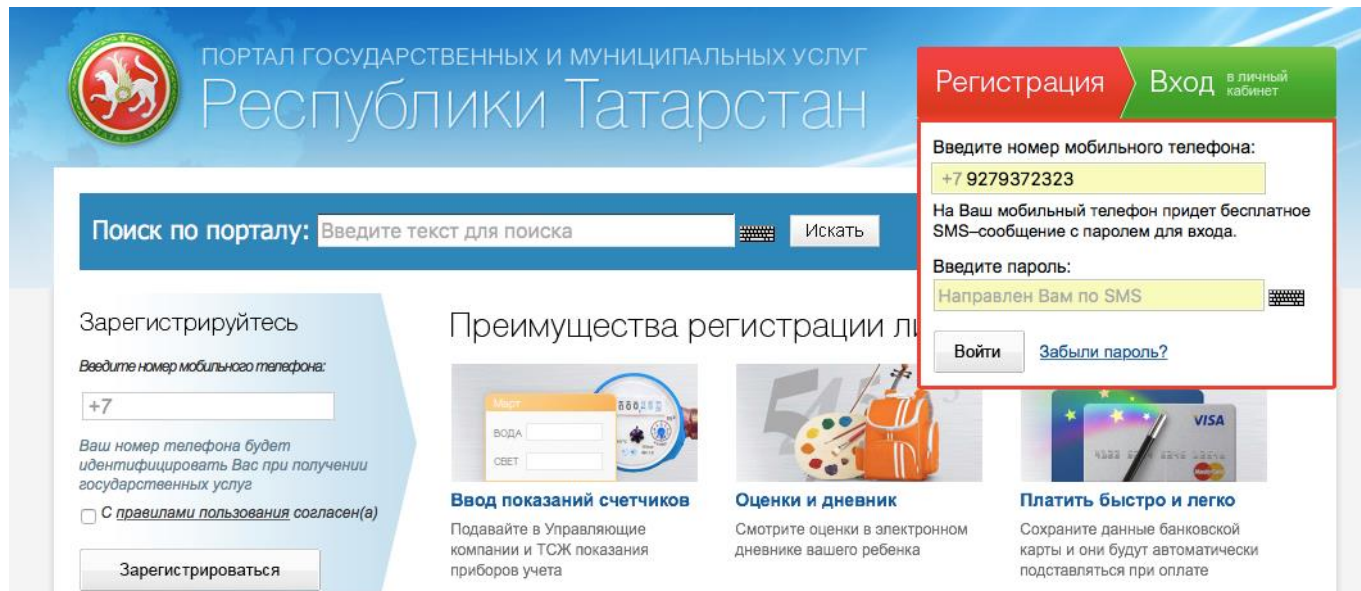 ПОРТАЛ ГОСУДАРСТВЕННЫХ И МУНИЦИПАЛЬНЫХ УСЛУГ
Республики Татарстан
Регистрация
Вход в личный кабинет
Введите номер мобильного телефона:
+7 9279372323
На Ваш мобильный телефон придет бесплатное
SMS–сообщение с паролем для входа.
Введите пароль:
Направлен Вам по SMS
Войти Забыли пароль?
Поиск по порталу: Введите текст для поиска Искать
Зарегистрируйтесь
Введите номер мобильного телефона:
+7
Ваш номер телефона будет
идентифицировать Вас при получении
государственных услуг
С правилами пользования согласен(а)
Зарегистрироваться
Преимущества регистрации
Март
ВОДА
СВЕТ
Ввод показаний счетчиков
Подавайте в Управляющие
компании и ТСЖ показания
приборов учета
Оценки и дневник
Смотрите оценки в электронном
дневнике вашего ребенка
VISA
MasterCard
Платить быстро и легко
Сохраните данные банковской
карты и они будут автоматически
подставляться при оплате